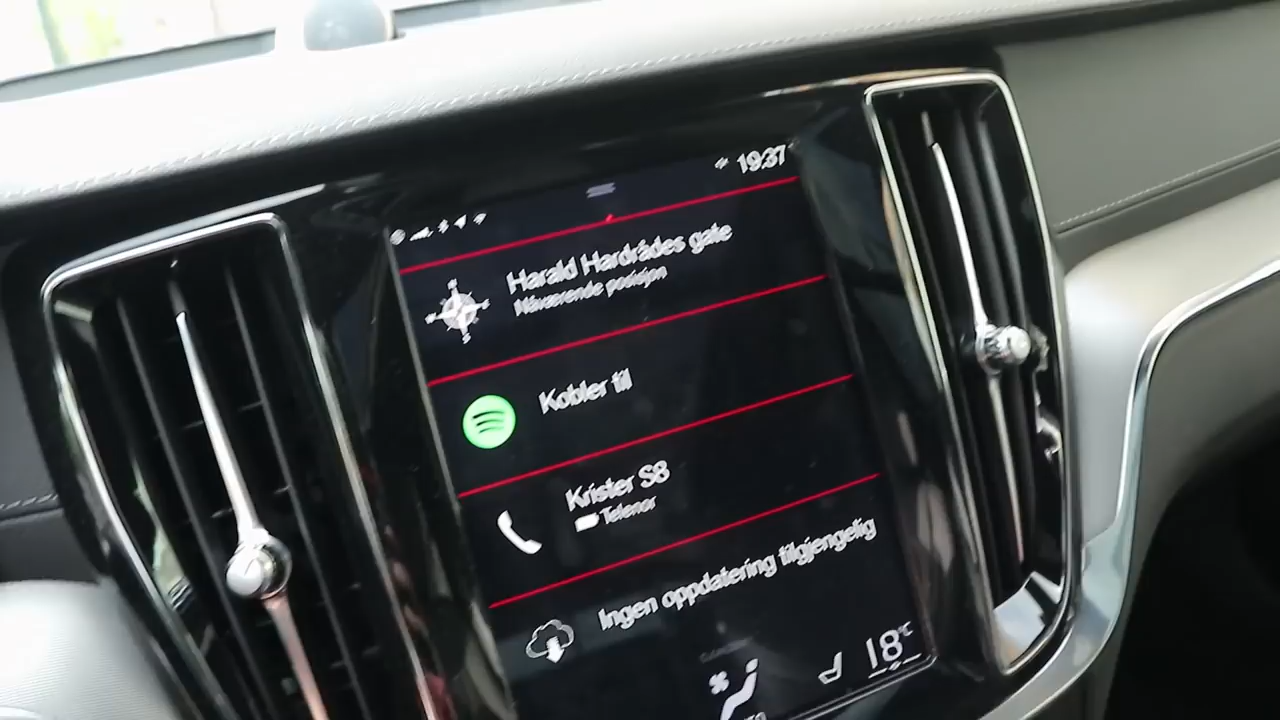 19:37
Harald Hardrådes gate
Nåværende posisjon
Kobler til
Krister S8
Telenor
Ingen oppdatering tilgjengelig
18°C